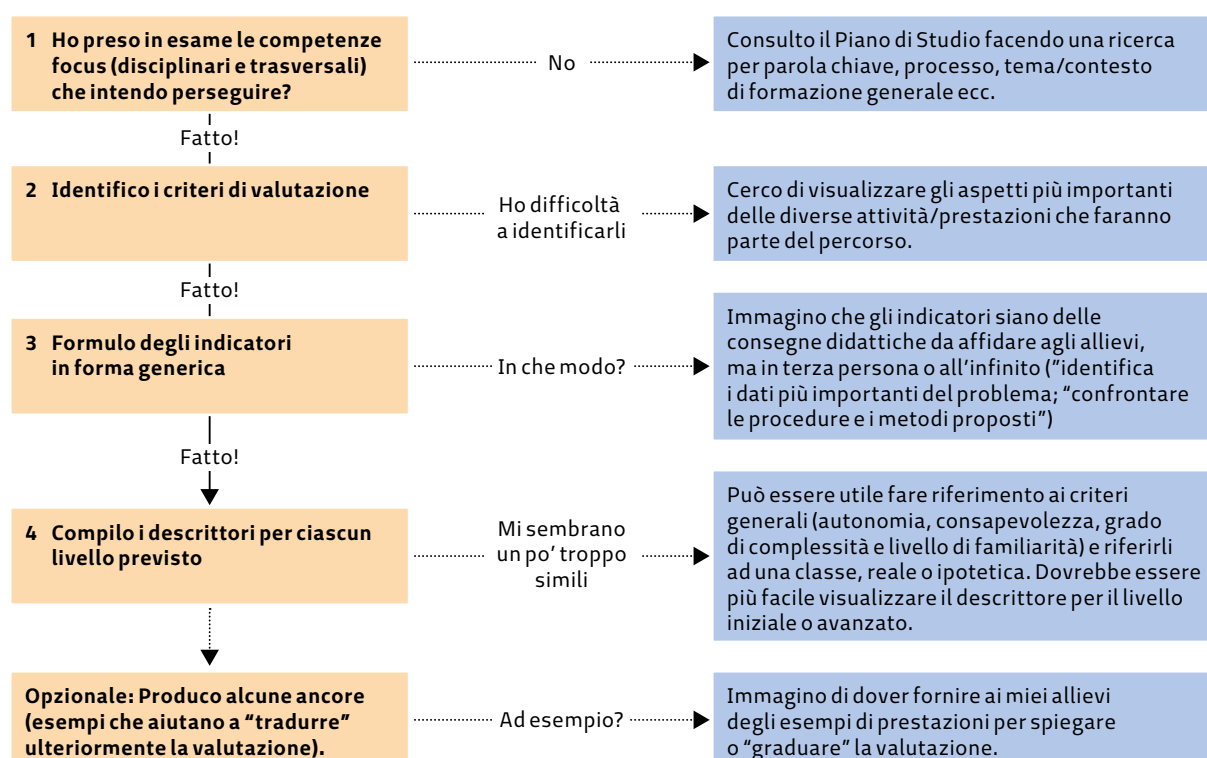 1 Ho preso in esame le competenze
focus (disciplinari e trasversali)
che intendo perseguire?
No
Consulto il Piano di Studio facendo una ricerca
per parola chiave, processo, tema/contesto
di formazione generale ecc.
Fatto!
2 Identifico i criteri di valutazione
Ho difficoltà
a identificarli
Cerco di visualizzare gli aspetti più importanti
delle diverse attività/prestazioni che faranno
parte del percorso.
Fatto!
3 Formulo degli indicatori
in forma generica
In che modo?
Immagino che gli indicatori siano delle
consegne didattiche da affidare agli allievi,
ma in terza persona o all’infinito (”identifica
i dati più importanti del problema; “confrontare
le procedure e i metodi proposti”)
Fatto!
4 Compilo i descrittori per ciascun
livello previsto
Mi sembrano
un po’ troppo
simili
Può essere utile fare riferimento ai criteri
generali (autonomia, consapevolezza, grado
di complessità e livello di familiarità) e riferirli
ad una classe, reale o ipotetica. Dovrebbe essere
più facile visualizzare il descrittore per il livello
iniziale o avanzato.
Opzionale: Produco alcune ancore
(esempi che aiutano a “tradurre”
ulteriormente la valutazione).
Ad esempio?
Immagino di dover fornire ai miei allievi
degli esempi di prestazioni per spiegare
o “graduare” la valutazione.